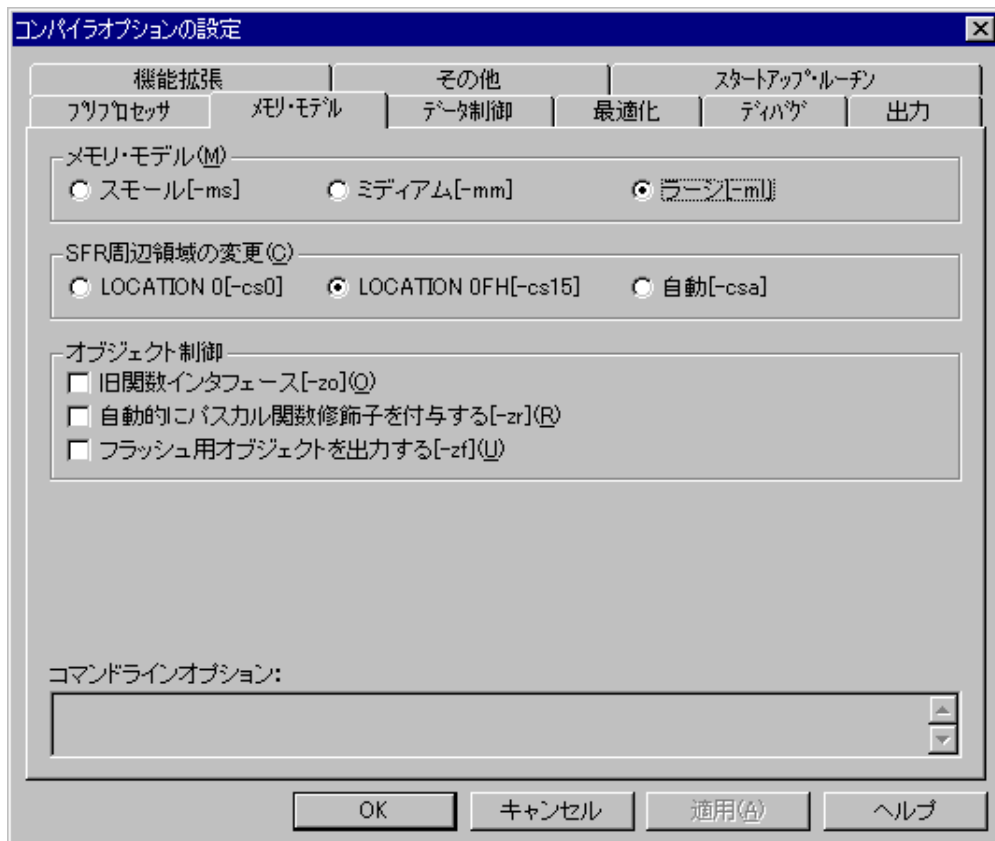 コンパイラオプションの設定
機能拡張 その他 スタートアップ・ルーチン
プリプロセッサ メモリ・モデル データ制御 最適化 ディバグ 出力
メモリ・モデル(M)
スモール[-ms] ミディアム[-mm] ラージ[-ml]
SFR周辺領域の変更(C)
LOCATION 0[-cs0] LOCATION 0FH[-cs15] 自動[-csa]
オブジェクト制御
旧関数インタフェース[-zo](O)
自動的にパスカル関数修飾子を付与する[-zr](R)
フラッシュ用オブジェクトを出力する[-zf](U)
コマンドラインオプション:
OK キャンセル 適用(A) ヘルプ